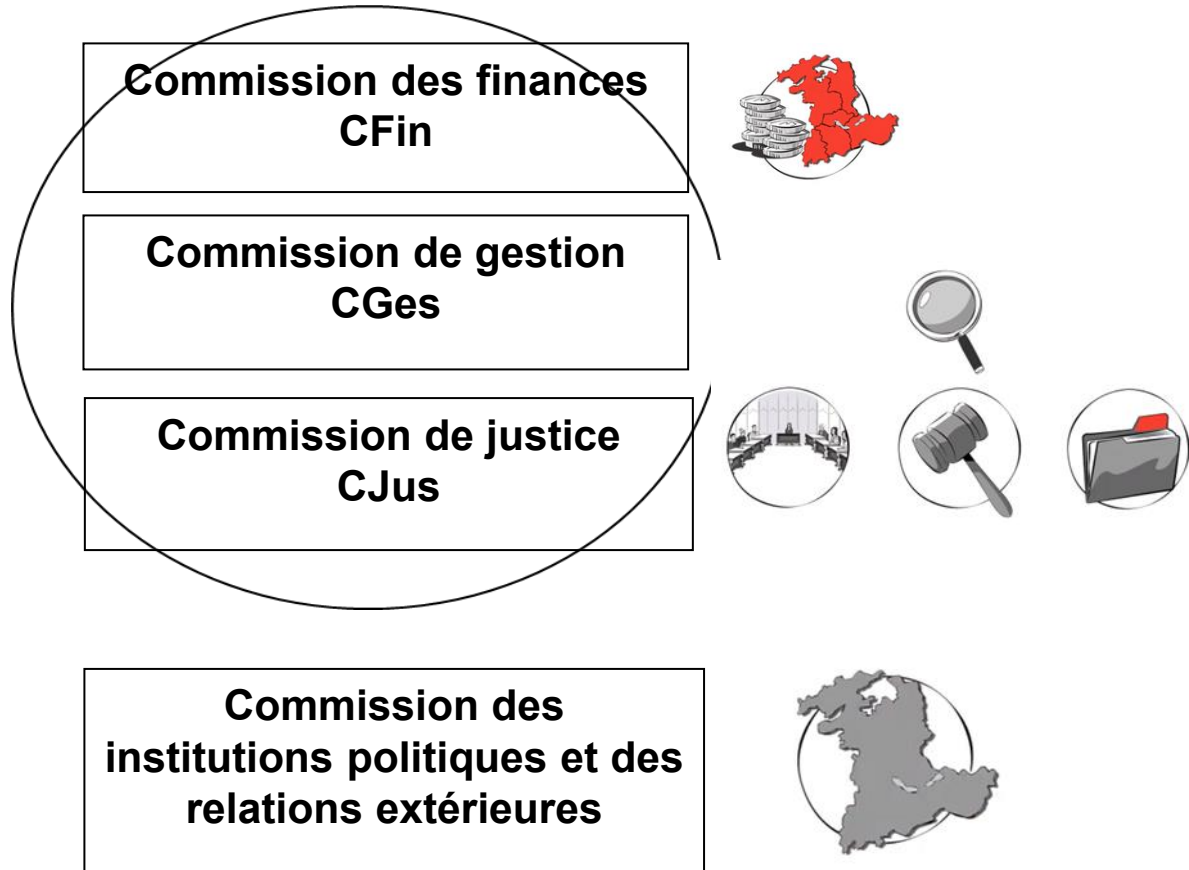 Commission des finances
CFin
Commission de gestion
CGes
Commission de justice
CJus
Commission des
institutions politiques et des
relations extérieures